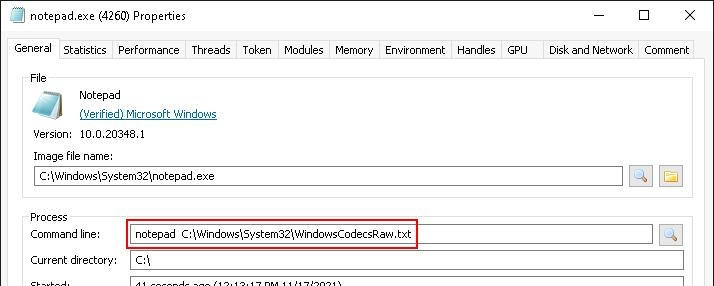 notepad.exe (4260) Properties
General Statistics Performance Threads Token Modules Memory Environment Handles GPU Disk and Network Comment
File
Notepad
(Verified) Microsoft Windows
Version: 10.0.20348.1
Image file name:
C:\Windows\System32\notepad.exe
Process
Command line: notepad C:\Windows\System32\WindowsCodecsRaw.txt
Current directory: C:\
Started: 41 seconds ago (12:13:17 PM 11/17/2021)